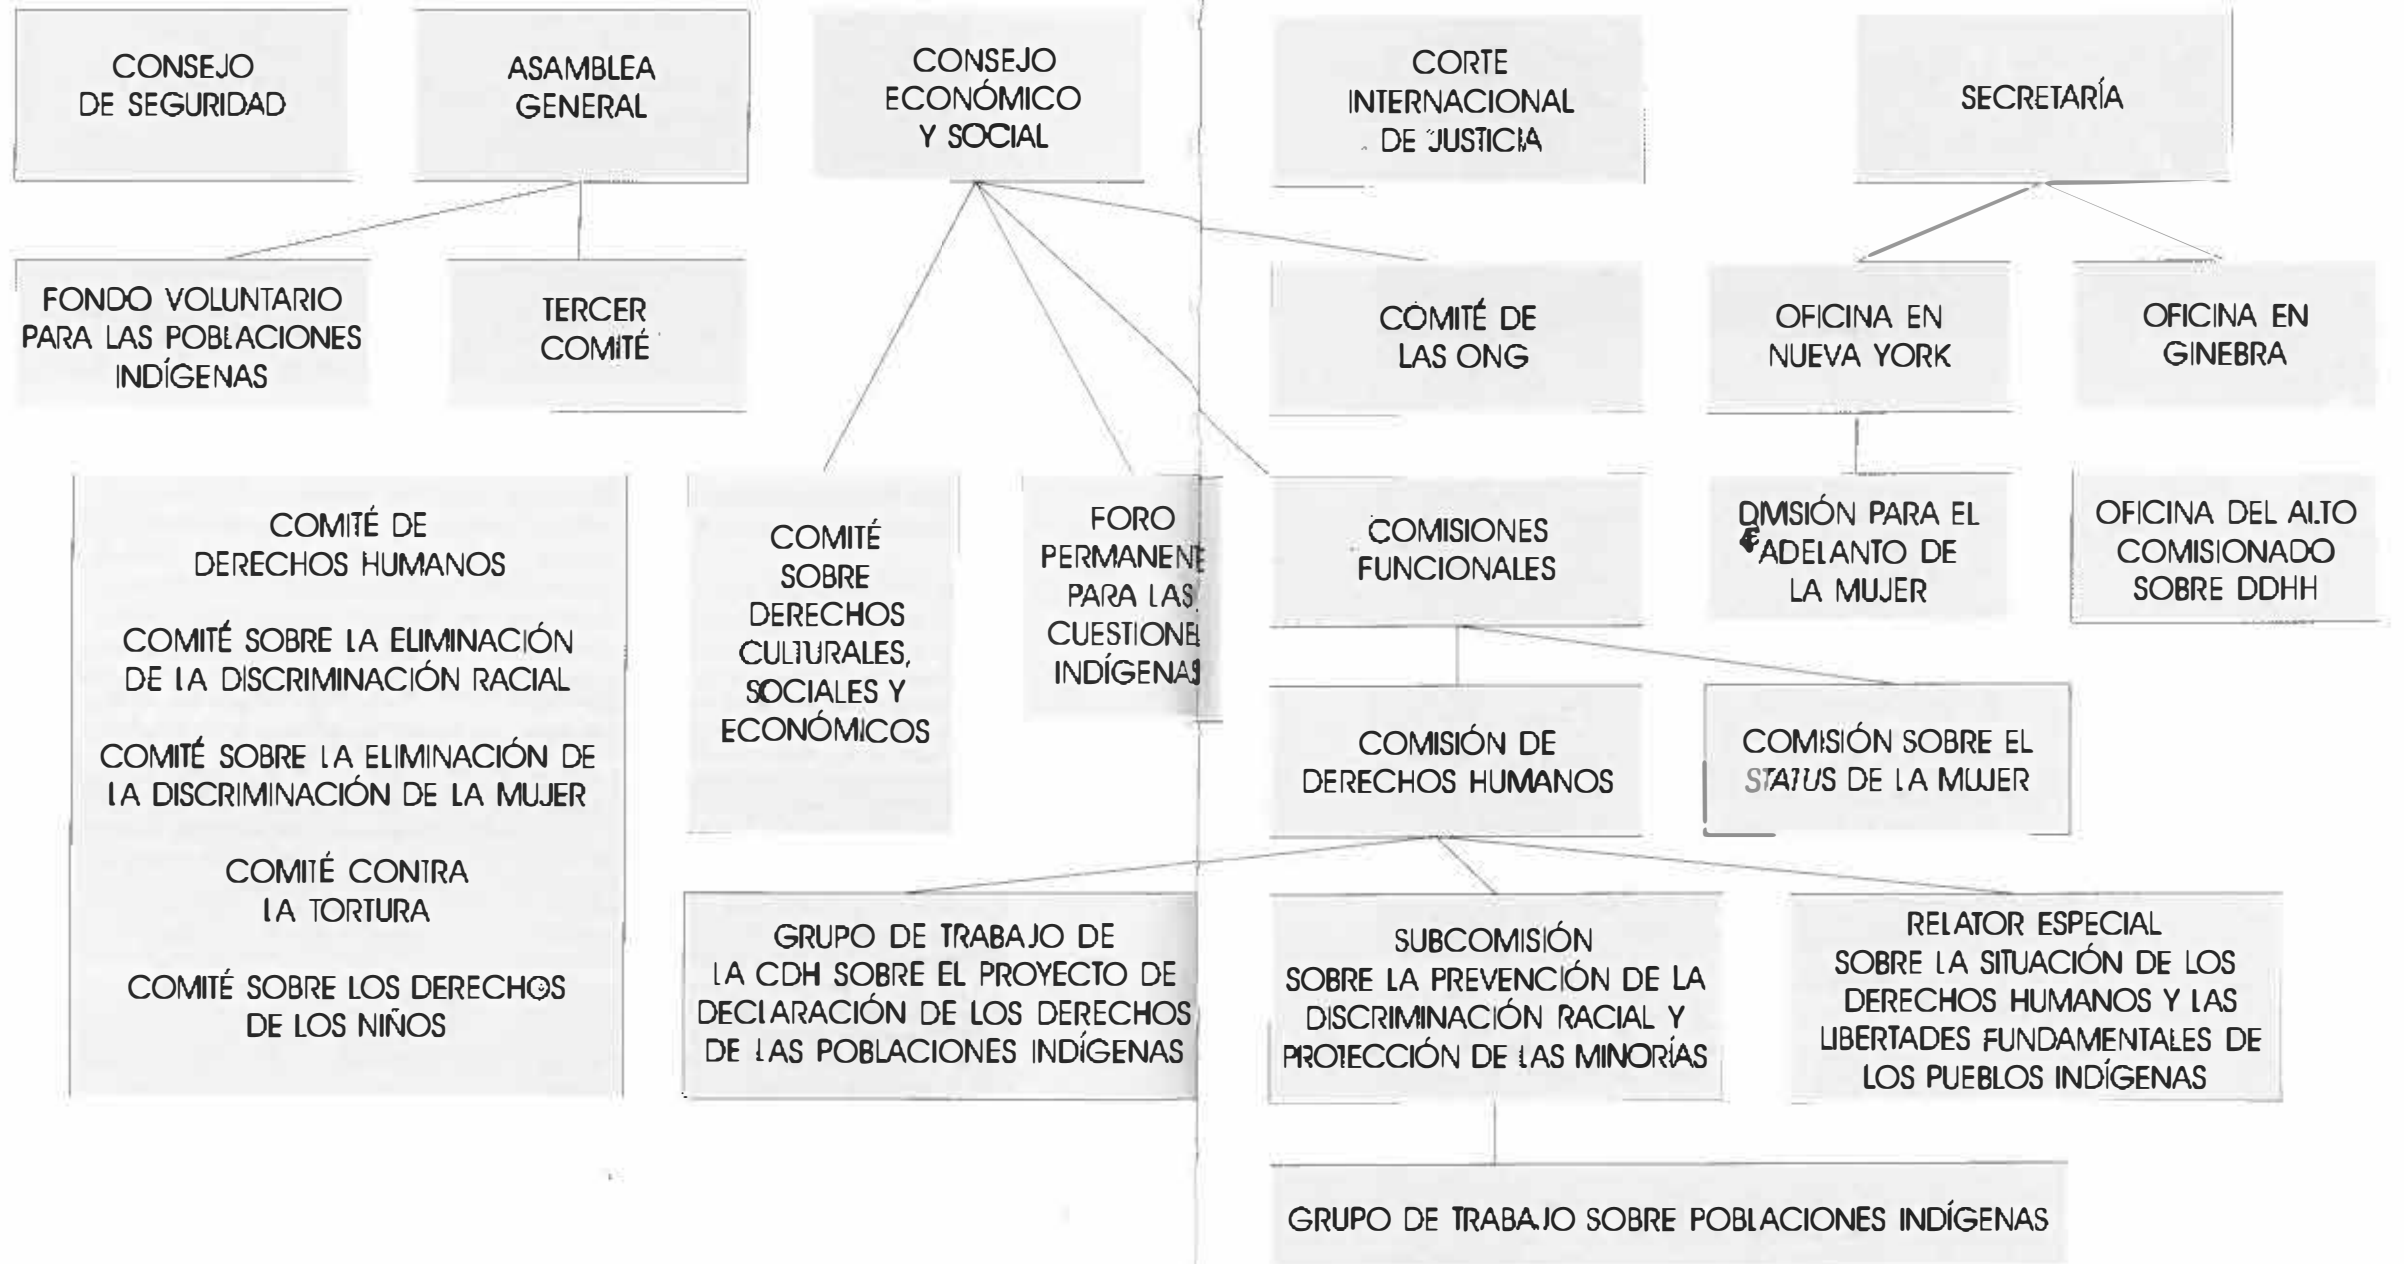 CONSEJO
DE SEGURIDAD
ASAMBLEA
GENERAL
CONSEJO
ECONÓMICO
Y SOCIAL
CORTE
INTERNACIONAL
DE JUSTICIA
SECRETARÍA
FONDO VOLUNTARIO
PARA LAS POBLACIONES
INDÍGENAS
TERCER
COMITÉ
COMITÉ DE
LAS ONG
OFICINA EN
NUEVA YORK
OFICINA EN
GINEBRA
COMITÉ DE
DERECHOS HUMANOS
COMITÉ SOBRE LA ELIMINACIÓN
DE LA DISCRIMINACIÓN RACIAL
COMITÉ SOBRE LA ELIMINACIÓN DE
LA DISCRIMINACIÓN DE LA MUJER
COMITÉ CONTRA
LA TORTURA
COMITÉ SOBRE LOS DERECHOS
DE LOS NIÑOS
COMITÉ
SOBRE
DERECHOS
CULTURALES,
SOCIALES Y
ECONÓMICOS
FORO
PERMANENE
PARA LAS
CUESTIONE
INDÍGENAS
COMISIONES
FUNCIONALES
DIVISIÓN PARA EL
ADELANTO DE
LA MUJER
OFICINA DEL ALTO
COMISIONADO
SOBRE DDHH
COMISIÓN DE
DERECHOS HUMANOS
COMISIÓN SOBRE EL
STATUS DE LA MUJER
GRUPO DE TRABAJO DE
LA CDH SOBRE EL PROYECTO DE
DECLARACIÓN DE LOS DERECHOS
DE LAS POBLACIONES INDÍGENAS
SUBCOMISIÓN
SOBRE LA PREVENCIÓN DE LA
DISCRIMINACIÓN RACIAL Y
PROTECCIÓN DE LAS MINORÍAS
RELATOR ESPECIAL
SOBRE LA SITUACIÓN DE LOS
DERECHOS HUMANOS Y LAS
LIBERTADES FUNDAMENTALES DE
LOS PUEBLOS INDÍGENAS
GRUPO DE TRABAJO SOBRE POBLACIONES INDÍGENAS